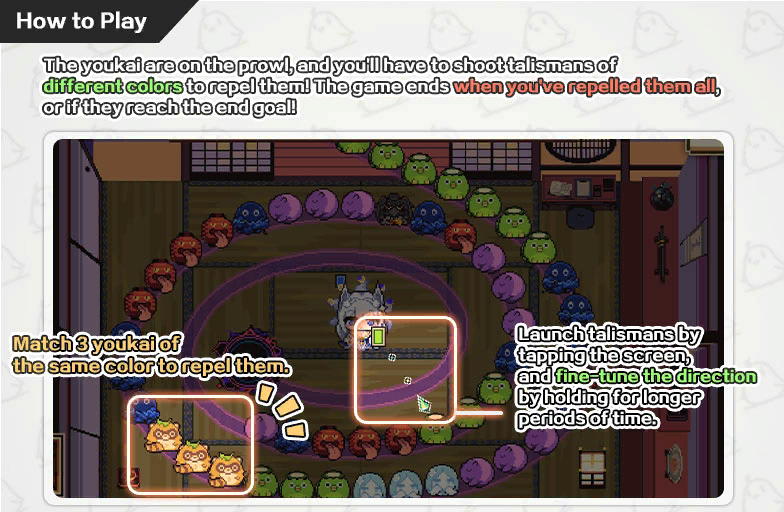 How to Play
The youkai are on the prowl, and you'll have to shoot talismans of
different colors to repel them! The game ends when you've repelled them all,
or if they reach the end goal!
Match 3 youkai of
the same color to repel them.
Launch talismans by
tapping the screen,
and fine-tune the direction
by holding for longer
periods of time.